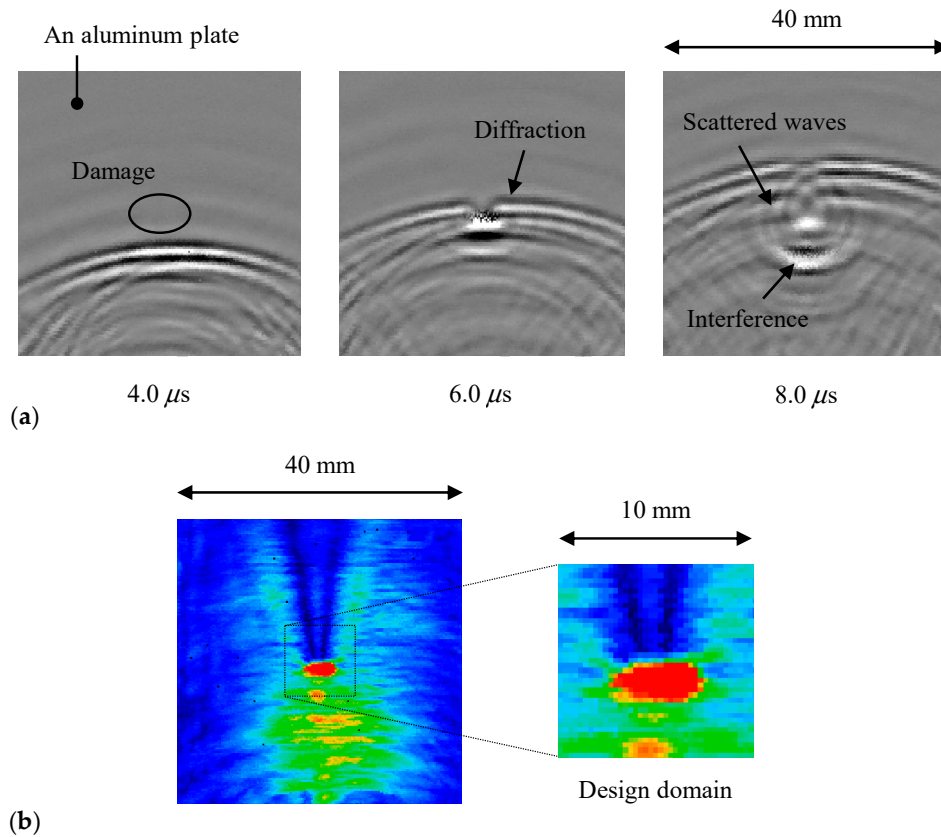 An aluminum plate
40 mm
Damage
Diffraction
Scattered waves
Interference
4.0 μs
6.0 μs
8.0 μs
(a)
40 mm
10 mm
Design domain
(b)